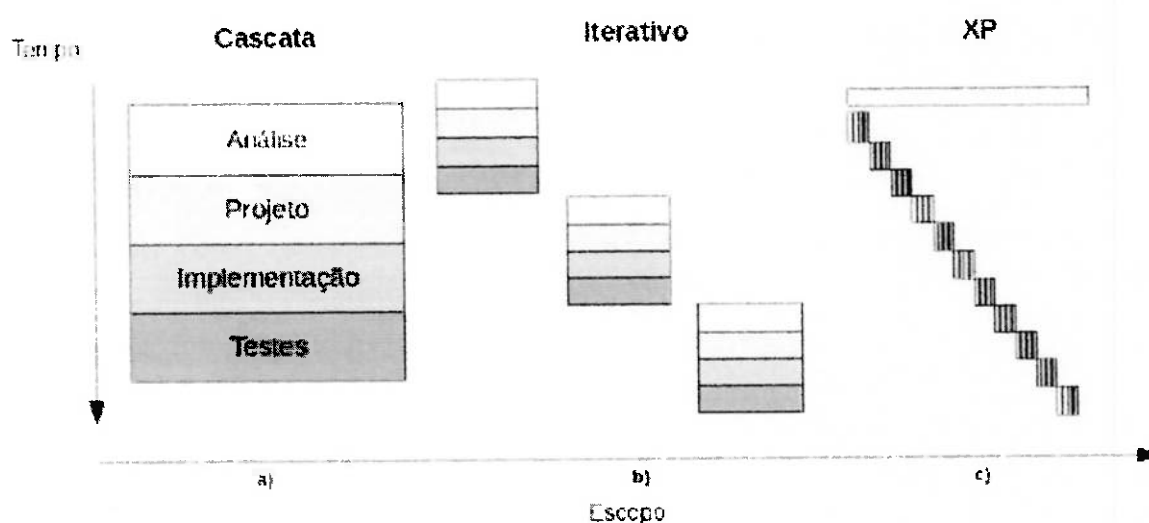 Tempo
Cascata
Iterativo
XP
Análise
Projeto
Implementação
Testes
a)
b)
c)
Escopo